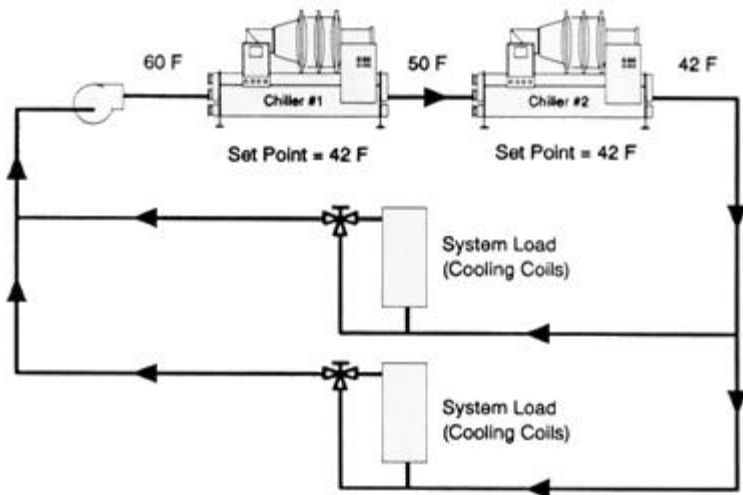 60 F
Chiller #1
50 F
Chiller #2
42 F
Set Point = 42 F
Set Point = 42 F
System Load
(Cooling Coils)
System Load
(Cooling Coils)